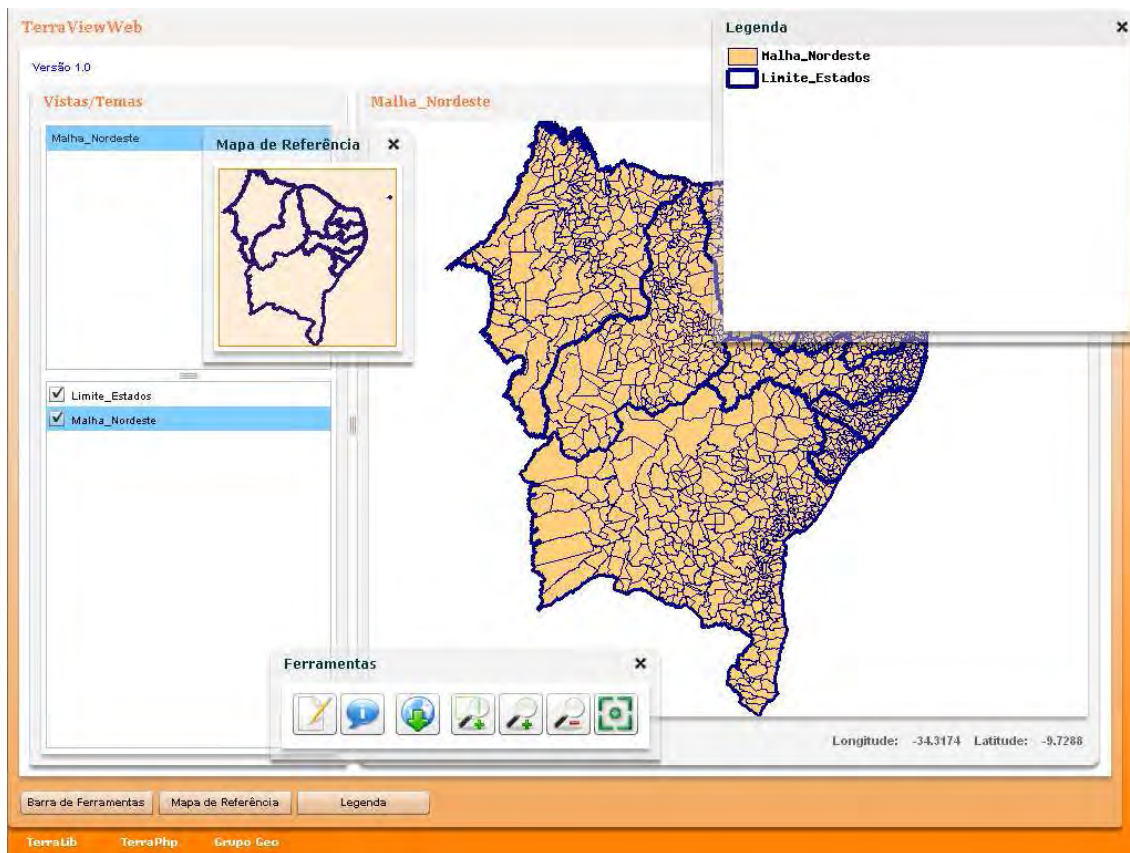 TerraViewWeb
Versão 1.0
Vistas/Temas
Malha_Nordeste
Mapa de Referência
Malha_Nordeste
Legenda
Malha_Nordeste
Limite_Estados
Limite_Estados
Malha_Nordeste
Ferramentas
Longitude: -34.3174 Latitude: -9.7288
Barra de Ferramentas Mapa de Referência Legenda
TerraLib TerraPhp Grupo Geo